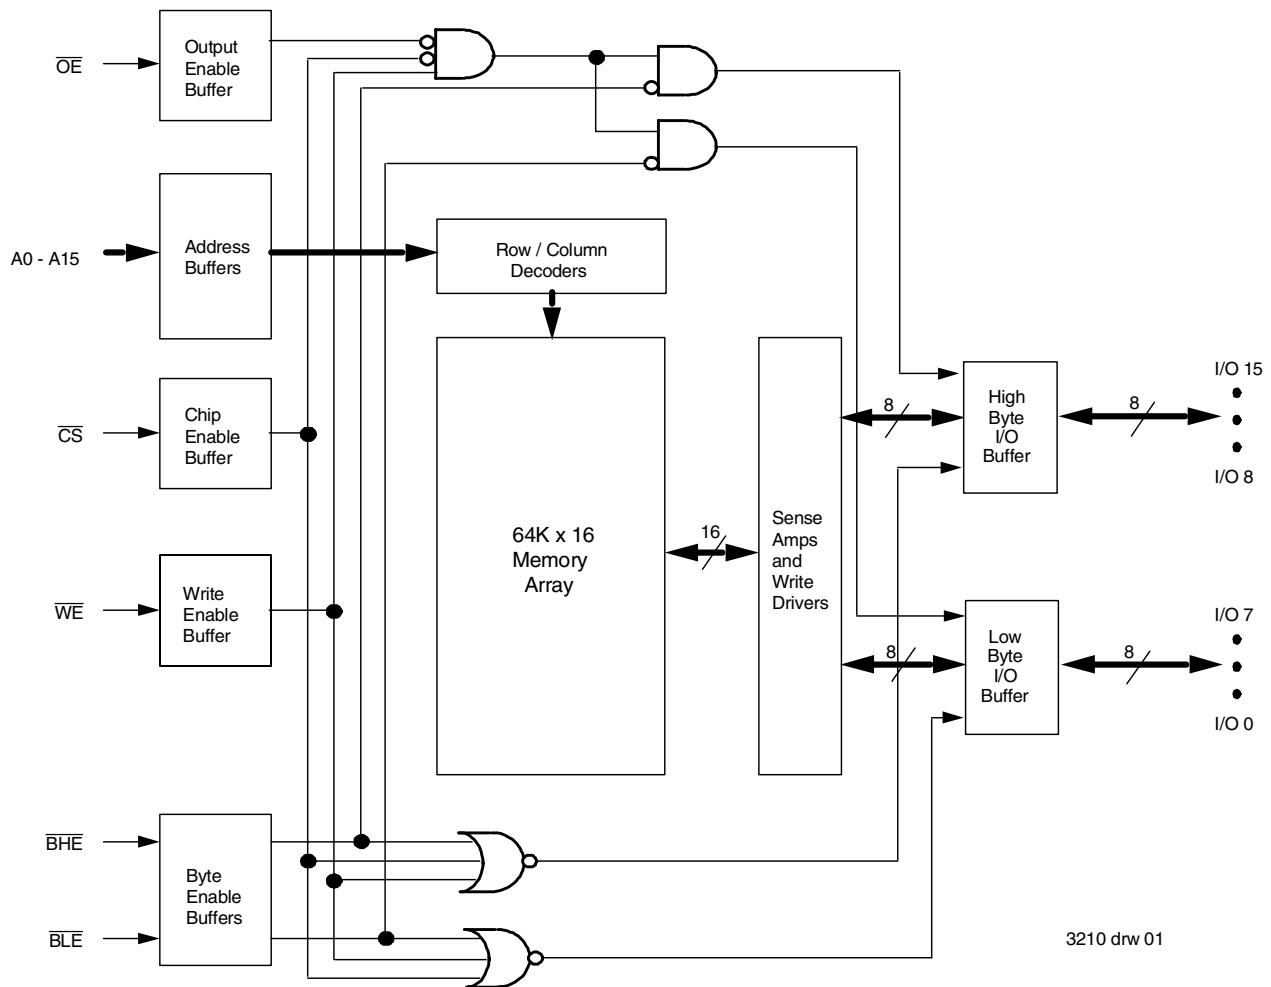 OE
Output
Enable
Buffer
A0 - A15
Address
Buffers
Row / Column
Decoders
CS
Chip
Enable
Buffer
WE
Write
Enable
Buffer
64K x 16
Memory
Array
16
Sense
Amps
and
Write
Drivers
8
High
Byte
I/O
Buffer
8
I/O 15
I/O 8
8
Low
Byte
I/O
Buffer
8
I/O 7
I/O 0
BHE
Byte
Enable
Buffers
BLE
3210 drw 01